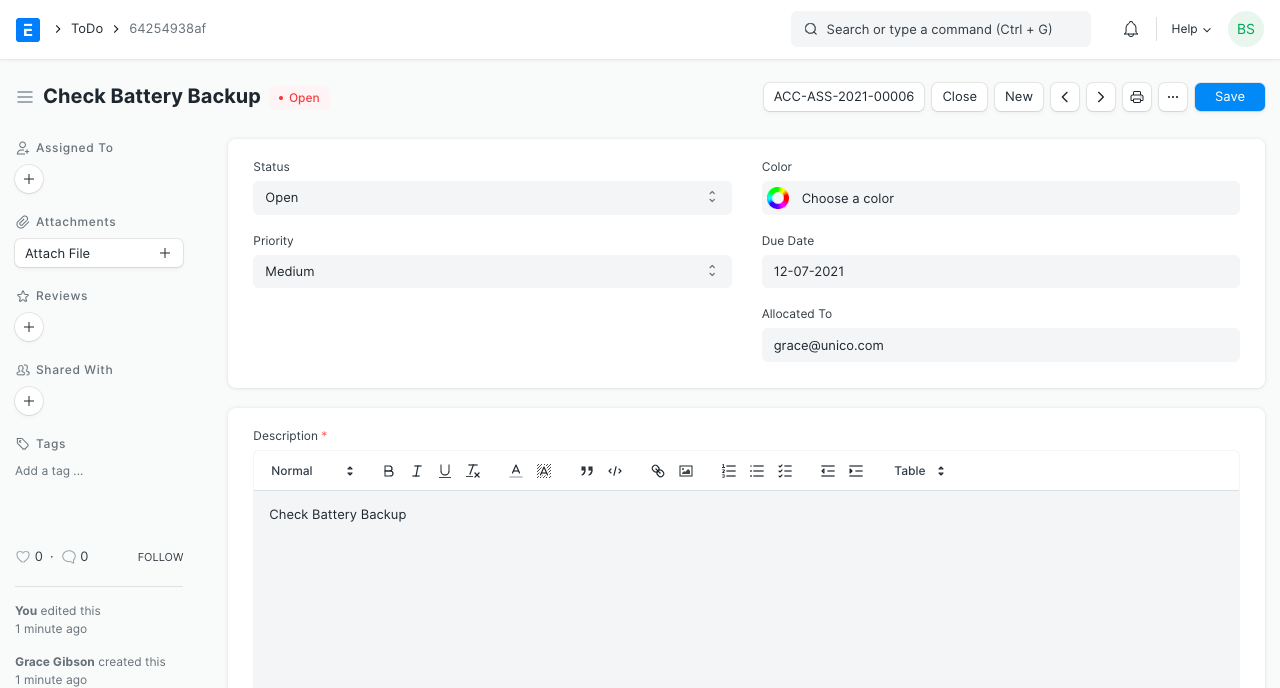 E
ToDo
64254938af
Search or type a command (Ctrl + G)
Help
BS
Check Battery Backup
Open
ACC-ASS-2021-00006
Close
New
...
Save
Assigned To
Attachments
Attach File
Reviews
Shared With
Tags
Add a tag ...
0 · 0
FOLLOW
You edited this
1 minute ago
Grace Gibson created this
1 minute ago
Status
Open
Priority
Medium
Color
Choose a color
Due Date
12-07-2021
Allocated To
grace@unico.com
Description *
Normal
Table
Check Battery Backup